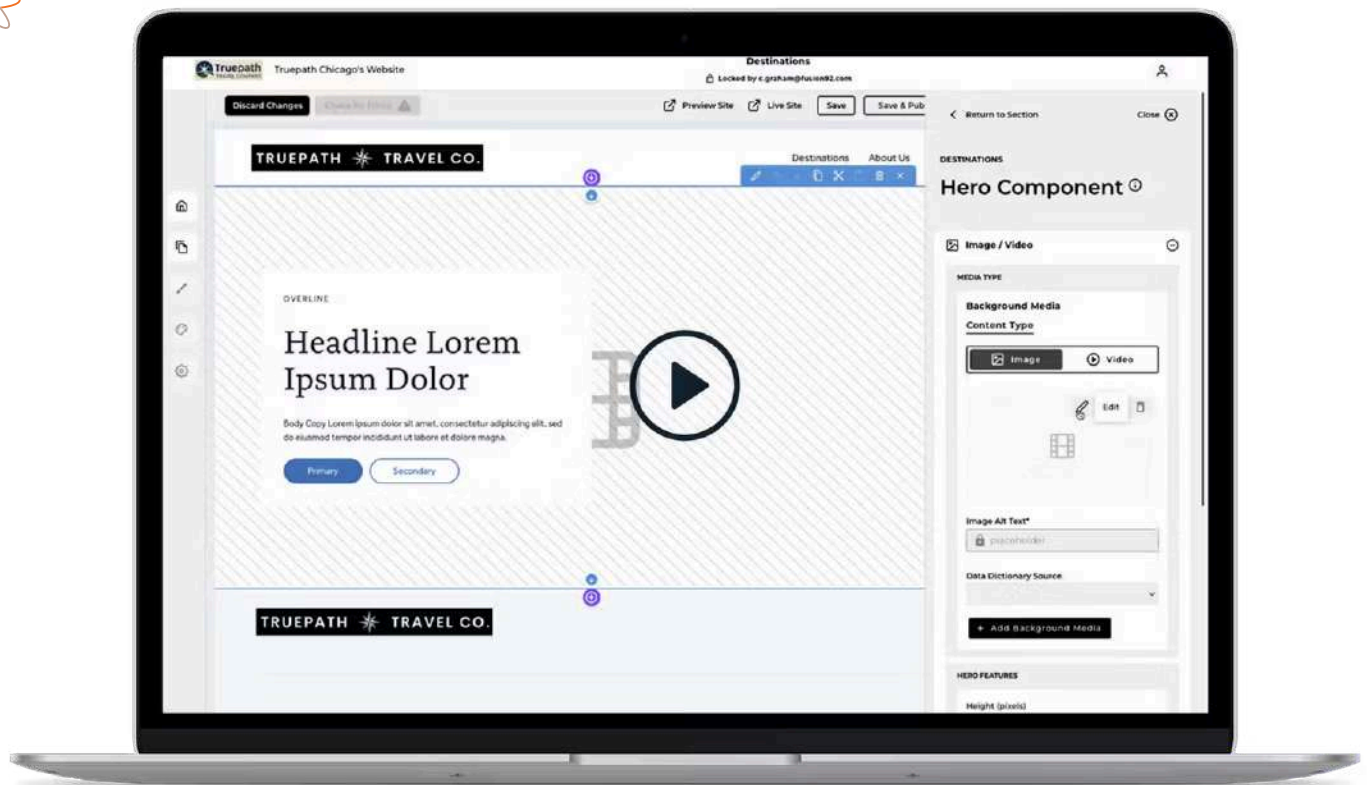 Truepath
Truepath Chicago's Website
Destinations
Locked by c.graham@fusion92.com
Discard Changes
Check for Errors
Preview Site
Live Site
Save
Save & Pub
Return to Section
Close
TRUEPATH TRAVEL CO.
Destinations
About Us
DESTINATIONS
Hero Component
Image / Video
MEDIA TYPE
Background Media
Content Type
Image
Video
Edit
OVERLINE
Headline Lorem
Ipsum Dolor
Body Copy Lorem ipsum dolor sit amet, consectetur adipiscing elit, sed
do eiusmod tempor incididunt ut labore et dolore magna.
Primary
Secondary
Image Alt Text*
placeholder
Data Dictionary Source
+ Add Background Media
TRUEPATH TRAVEL CO.
HERO FEATURES
Height (pixels)